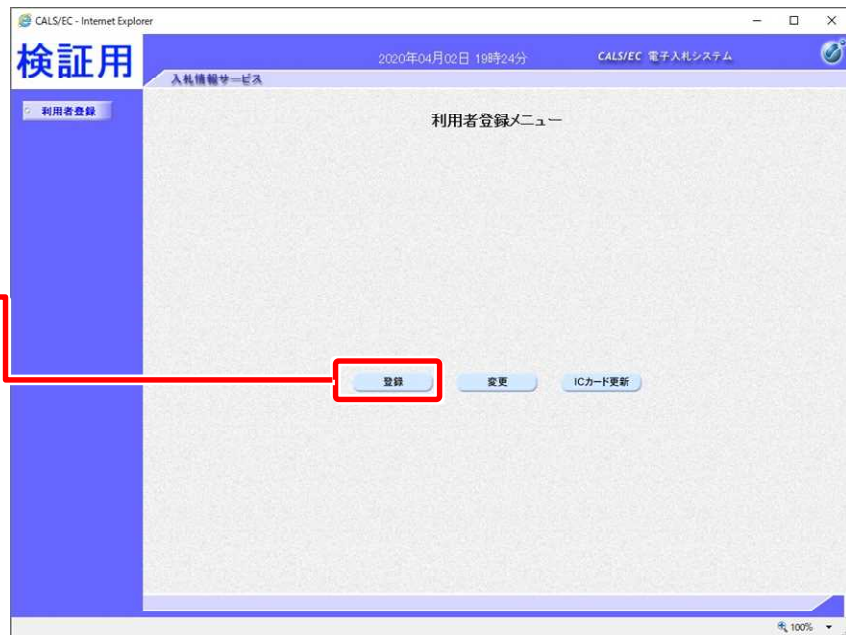 CALS/EC - Internet Explorer
検証用
2020年04月02日 19時24分
CALS/EC 電子入札システム
入札情報サービス
利用者登録
利用者登録メニュー
登録
変更
ICカード更新
100%